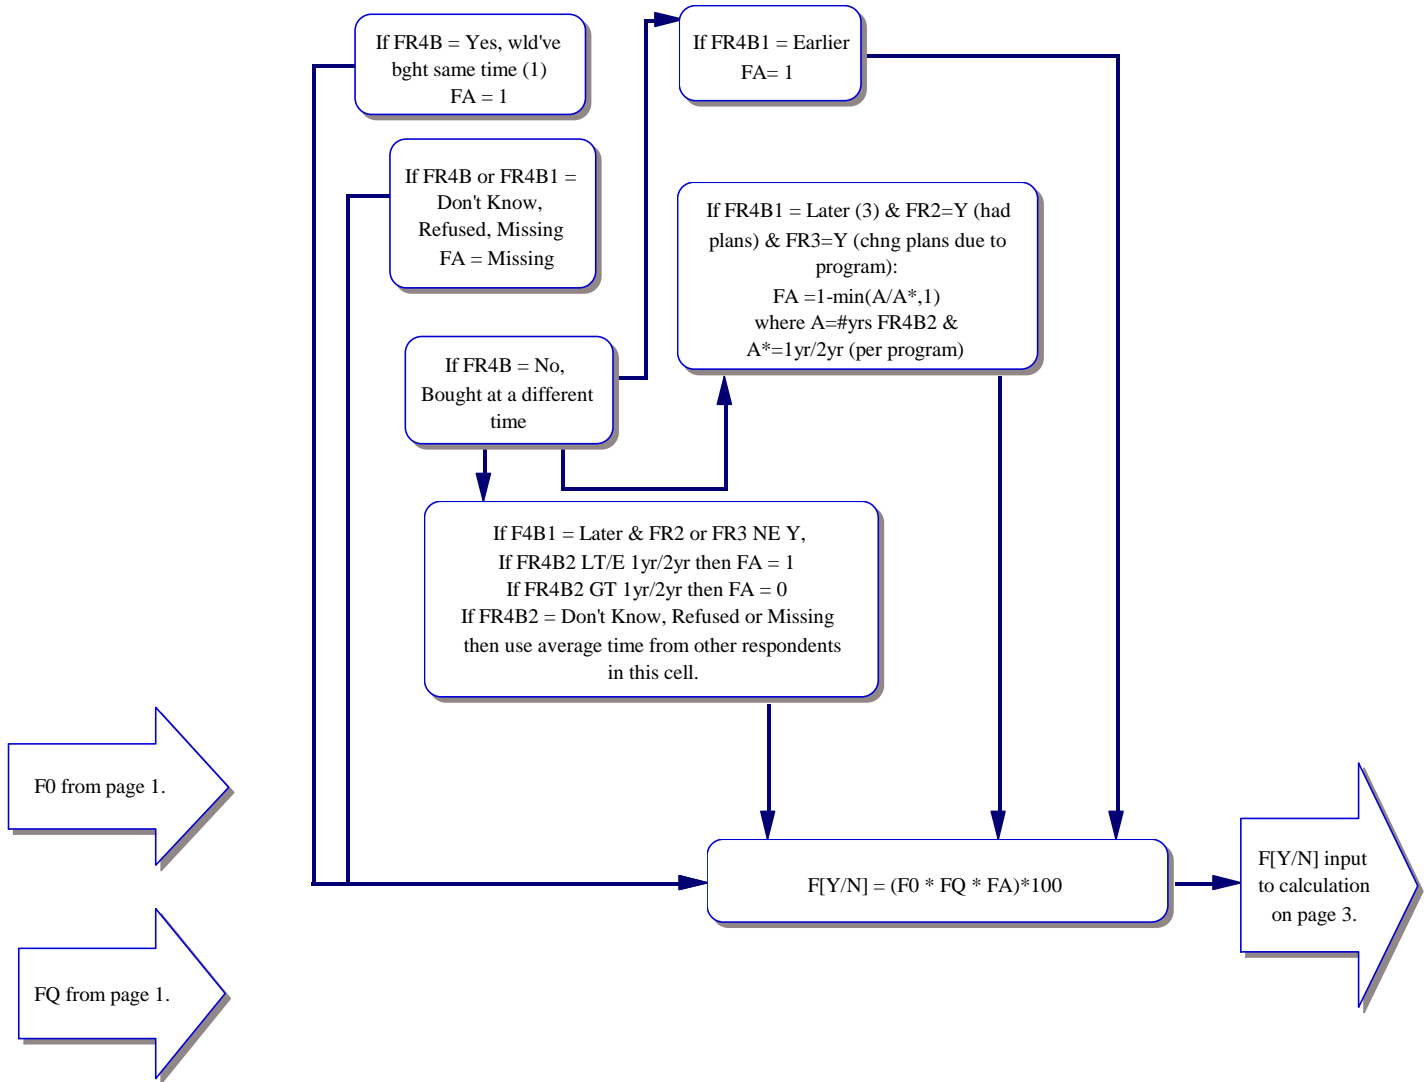 If FR4B = Yes, wld've
bght same time (1)
FA = 1
If FR4B1 = Earlier
FA= 1
If FR4B or FR4B1 =
Don't Know,
Refused, Missing
FA = Missing
If FR4B1 = Later (3) & FR2=Y (had
plans) & FR3=Y (chng plans due to
program):
FA =1-min(A/A*,1)
where A=#yrs FR4B2 &
A*=1yr/2yr (per program)
If FR4B = No,
Bought at a different
time
If F4B1 = Later & FR2 or FR3 NE Y,
If FR4B2 LT/E 1yr/2yr then FA = 1
If FR4B2 GT 1yr/2yr then FA = 0
If FR4B2 = Don't Know, Refused or Missing
then use average time from other respondents
in this cell.
F0 from page 1.
F[Y/N] = (F0 * FQ * FA)*100
F[Y/N] input
to calculation
on page 3.
FQ from page 1.